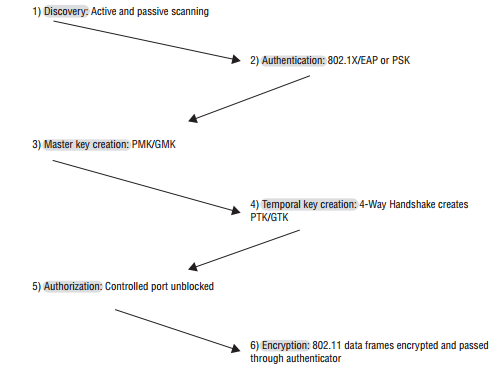 1) Discovery: Active and passive scanning
2) Authentication: 802.1X/EAP or PSK
3) Master key creation: PMK/GMK
4) Temporal key creation: 4-Way Handshake creates
PTK/GTK
5) Authorization: Controlled port unblocked
6) Encryption: 802.11 data frames encrypted and passed
through authenticator